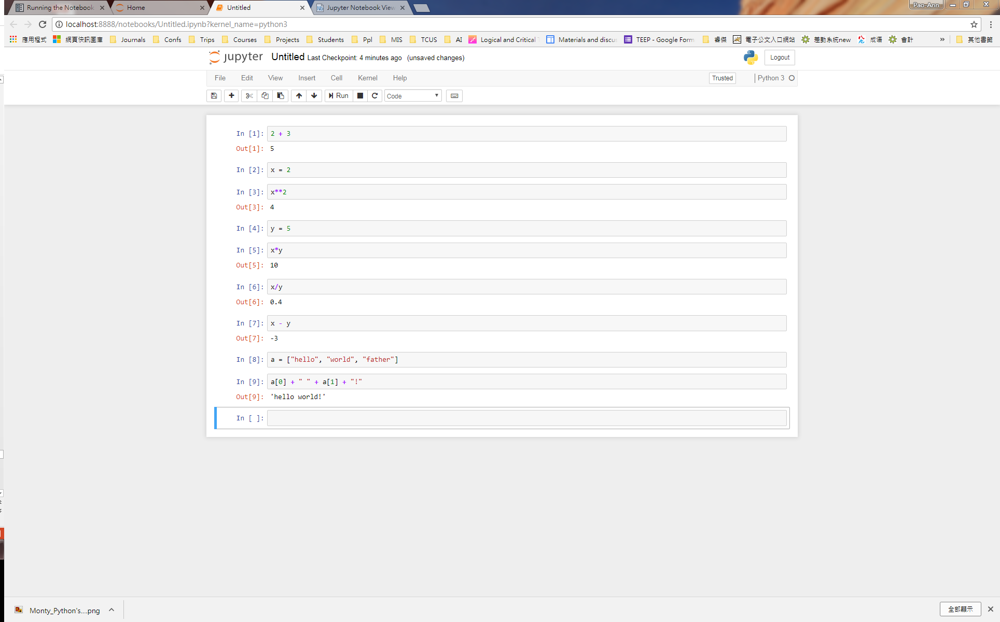 Running the Notebook
Home
Untitled
Jupyter Notebook View
Pao-Ann
localhost:8888/notebooks/Untitled.ipynb?kernel_name=python3
應用程式 網頁快訊圖庫 Journals Confs Trips Courses Projects Students Ppl MIS TCUS AI Logical and Critical Materials and discus TEEP - Google Form 睿傑 電子公文入口網站 差勤系統new 成语 會計 » 其他書籤
jupyter Untitled Last Checkpoint: 4 minutes ago (unsaved changes)
Logout
File Edit View Insert Cell Kernel Help
Trusted
Python 3
Run
Code
In [1]: 2 + 3
Out[1]: 5
In [2]: x = 2
In [3]: x**2
Out[3]: 4
In [4]: y = 5
In [5]: x*y
Out[5]: 10
In [6]: x/y
Out[6]: 0.4
In [7]: x - y
Out[7]: -3
In [8]: a = ["hello", "world", "father"]
In [9]: a[0] + " " + a[1] + "!"
Out[9]: 'hello world!'
In [ ]:
Monty_Python's....png
全部顯示